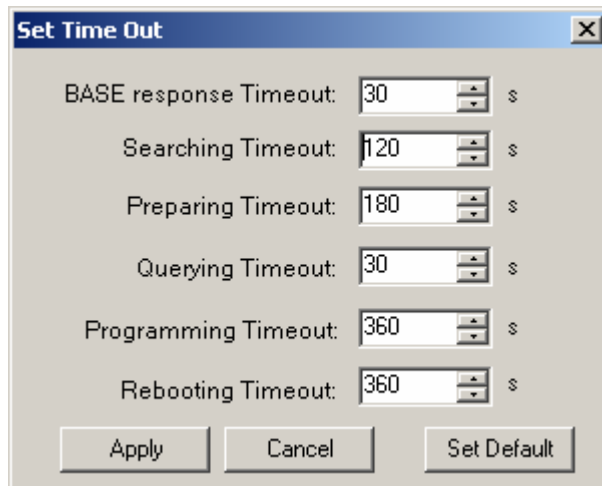 Set Time Out
BASE response Timeout: 30 s
Searching Timeout: 120 s
Preparing Timeout: 180 s
Querying Timeout: 30 s
Programming Timeout: 360 s
Rebooting Timeout: 360 s
Apply Cancel Set Default